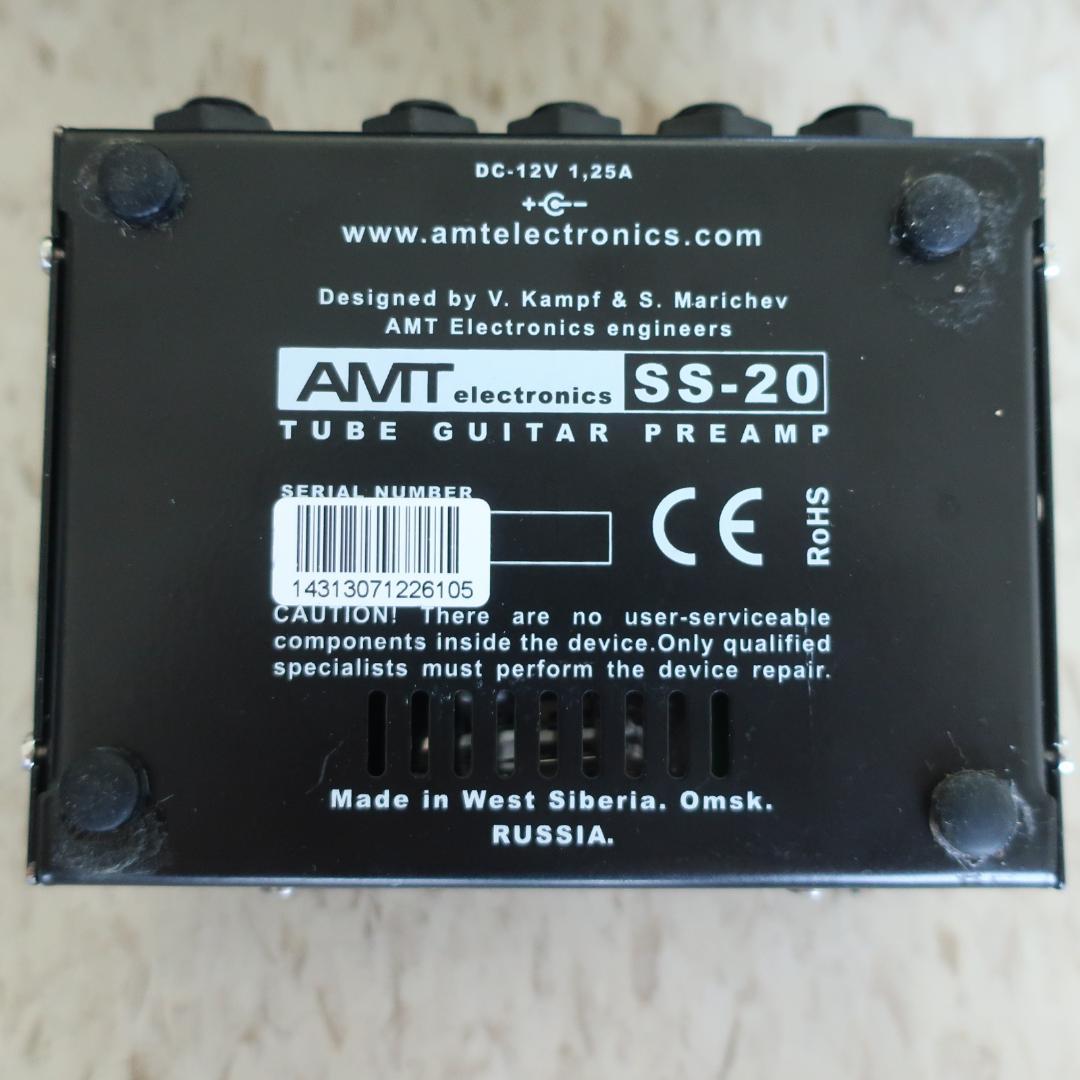 DC-12V 1,25A
+ -
www.amtelectronics.com
Designed by V. Kampf & S. Marichev
AMT Electronics engineers
AMT electronics SS-20
TUBE GUITAR PREAMP
SERIAL NUMBER
CE
RoHS
14313071226105
CAUTION! There are no user-serviceable
components inside the device.Only qualified
specialists must perform the device repair.
Made in West Siberia. Omsk.
RUSSIA.